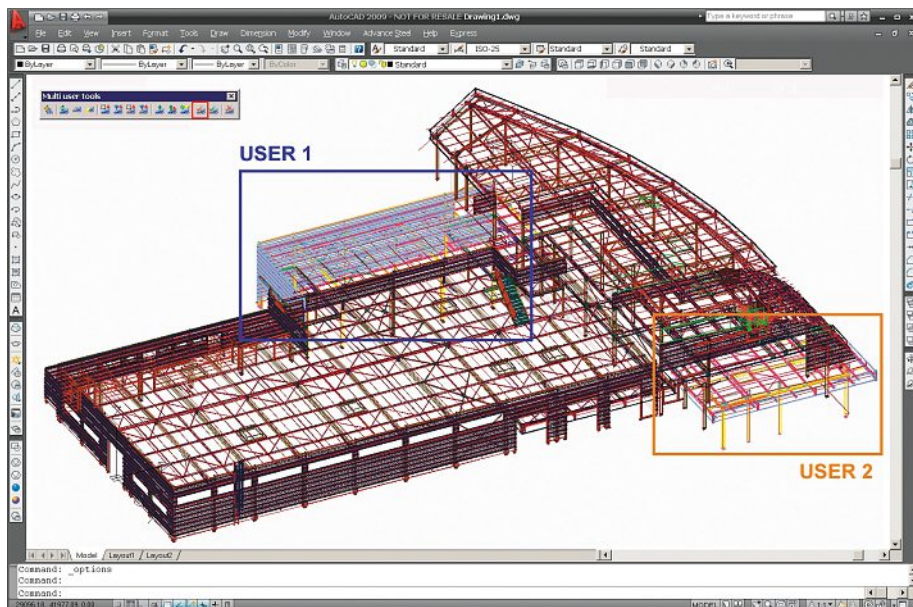 AutoCAD 2009 - NOT FOR RESALE Drawing1.dwg
Type a keyword or phrase
File Edit View Insert Format Tools Draw Dimension Modify Window Advance Steel Help Express
Standard ISO-25 Standard Standard
ByLayer ByLayer ByLayer ByColor Standard
Multi user tools
USER 1
USER 2
Model Layout1 Layout2
Command: _options
Command:
Command:
MODEL